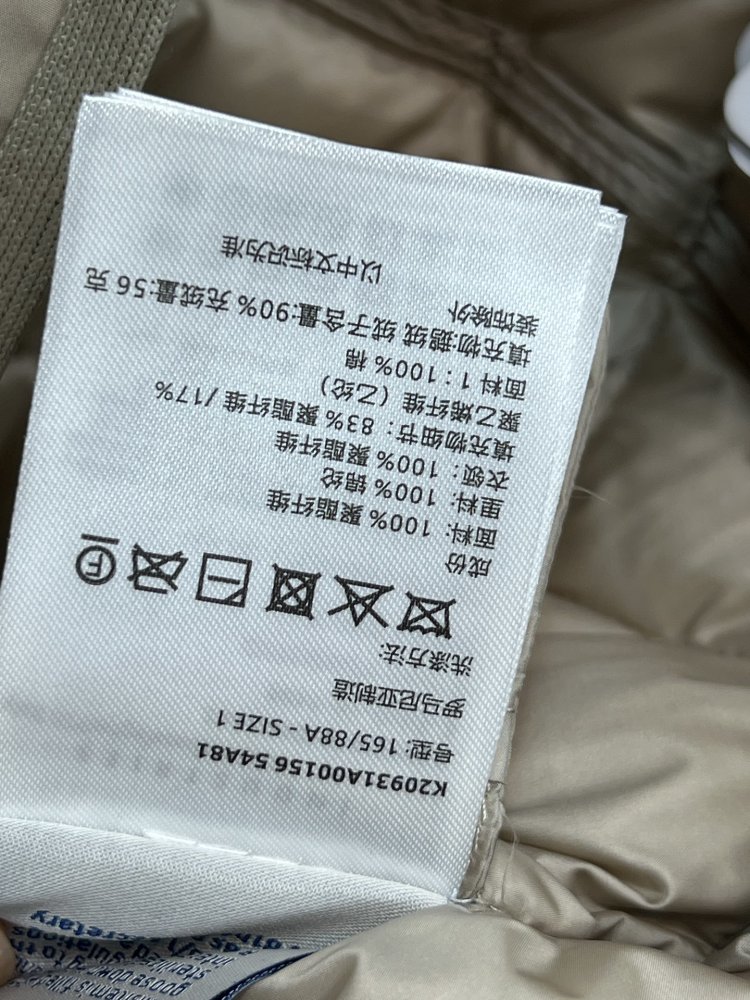 K20931A00156 54A81
号型: 165/88A - SIZE 1
罗马尼亚制造
洗涤方法:
F
成份
面料: 100% 聚酯纤维
里料: 100% 锦纶
衣领: 100% 聚酯纤维
填充物细节: 83% 聚酯纤维 /17%
聚乙烯纤维 (乙纶)
面料 1 : 100% 棉
填充物:鹅绒 绒子含量:90% 充绒量:56 克
装饰除外
以中文标识为准
goose down
to th